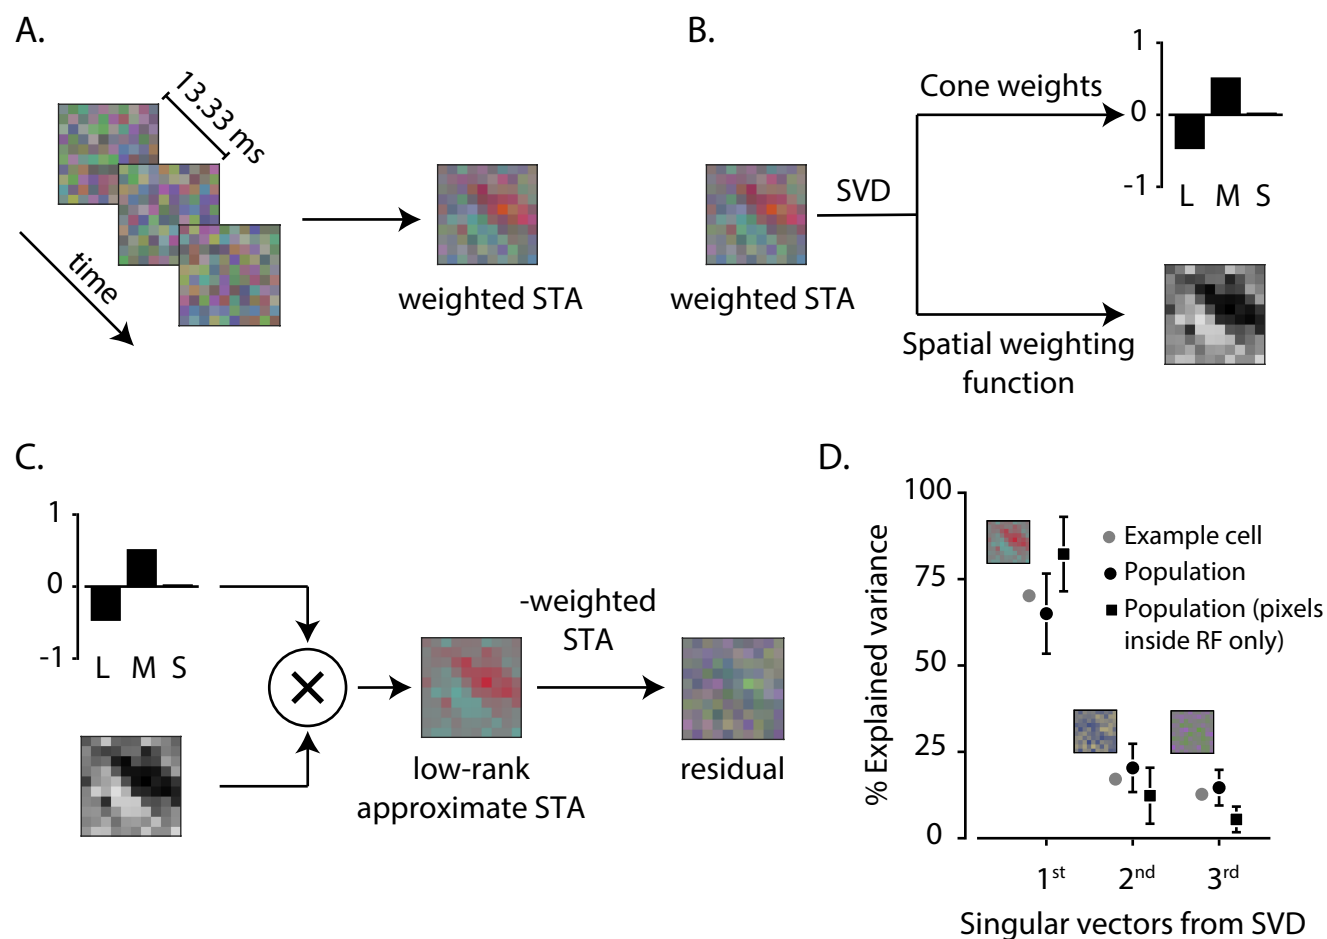 A.
13.33 ms
time
weighted STA
B.
weighted STA
SVD
Cone weights
1
0
-1
L M S
Spatial weighting
function
C.
1
0
-1
L M S
low-rank
approximate STA
-weighted
STA
residual
D.
% Explained variance
100
75
50
25
0
Example cell
Population
Population (pixels
inside RF only)
1st 2nd 3rd
Singular vectors from SVD